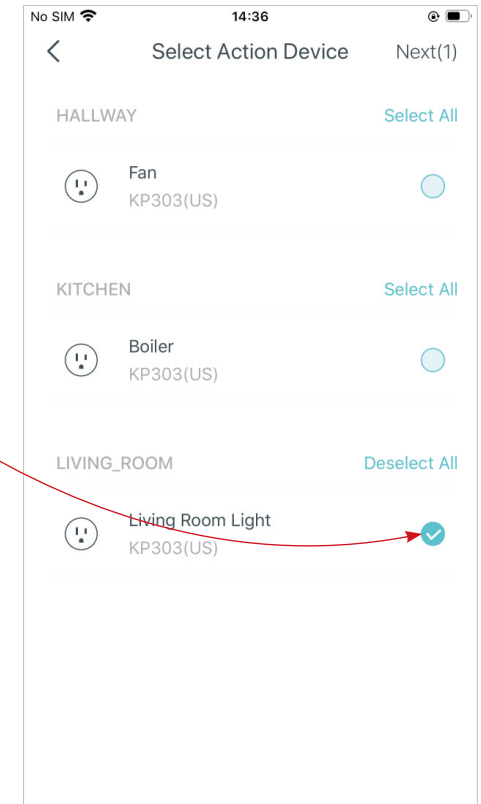 No SIM 14:36
Select Action Device Next(1)
HALLWAY Select All
Fan
KP303(US)
KITCHEN Select All
Boiler
KP303(US)
LIVING_ROOM Deselect All
Living Room Light
KP303(US)